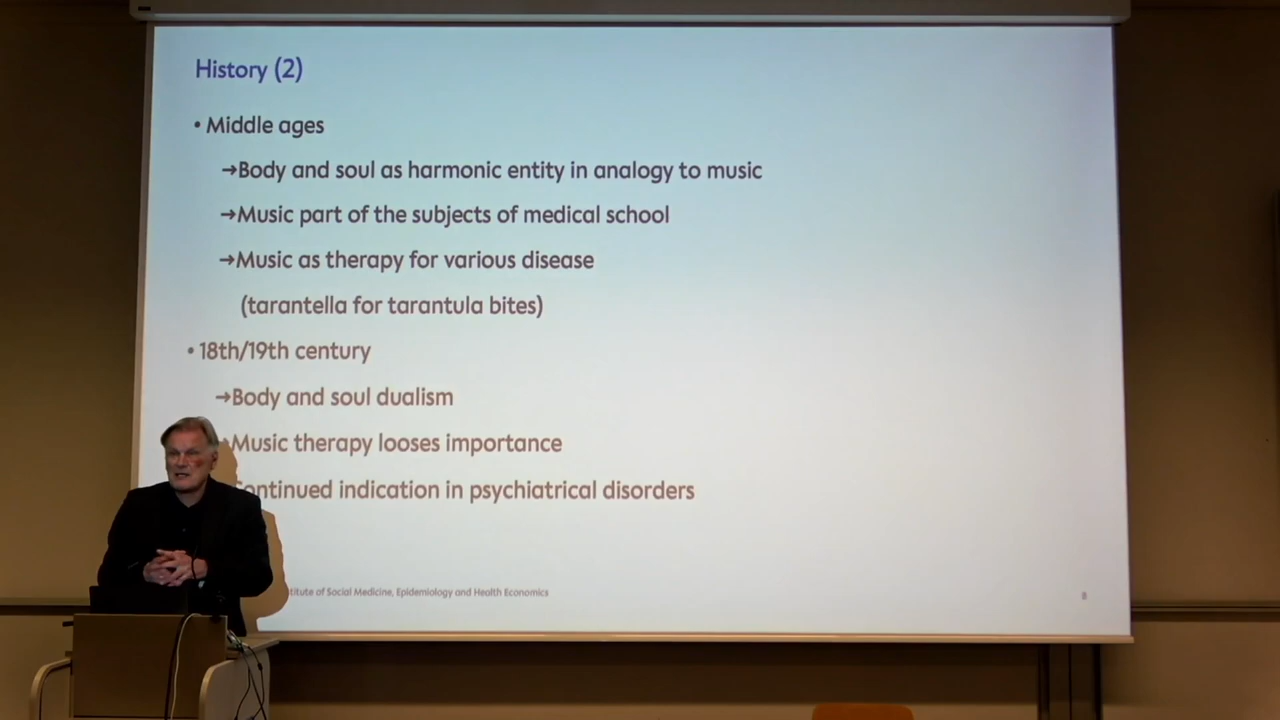 History (2)
• Middle ages
→Body and soul as harmonic entity in analogy to music
→Music part of the subjects of medical school
→Music as therapy for various disease
(tarantella for tarantula bites)
• 18th/19th century
→Body and soul dualism
→Music therapy looses importance
Continued indication in psychiatrical disorders
of Social Medicine, Epidemiology and Health Economics
8